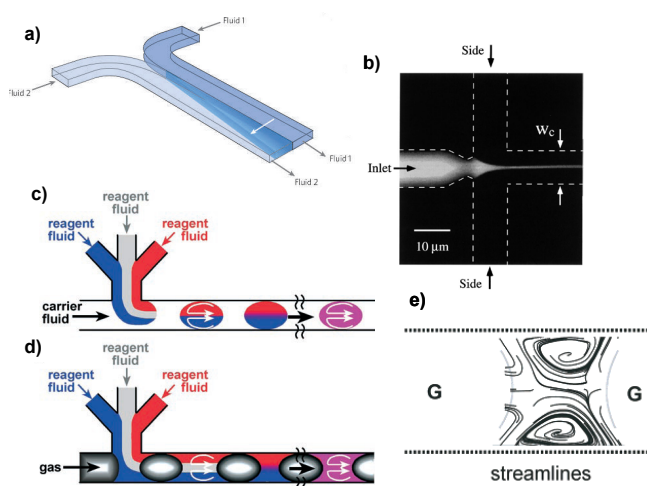 a)
Fluid 1
Fluid 2
Fluid 1
Fluid 2
b)
Side
Wc
Inlet
10 µm
Side
c)
reagent
fluid
reagent
fluid
reagent
fluid
carrier
fluid
d)
reagent
fluid
reagent
fluid
reagent
fluid
gas
e)
G
G
streamlines